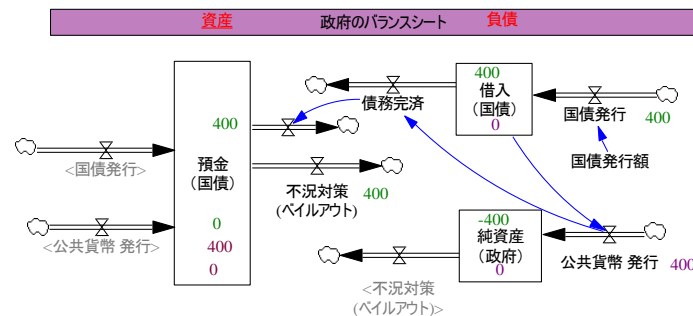 資産
政府のバランスシート
負債
400
借入
(国債)
0
債務完済
国債発行
400
国債発行額
400
預金
(国債)
0
400
0
<国債発行>
<公共貨幣 発行>
不況対策
(ベイルアウト)
400
-400
純資産
(政府)
0
公共貨幣 発行
400
<不況対策
(ベイルアウト)>